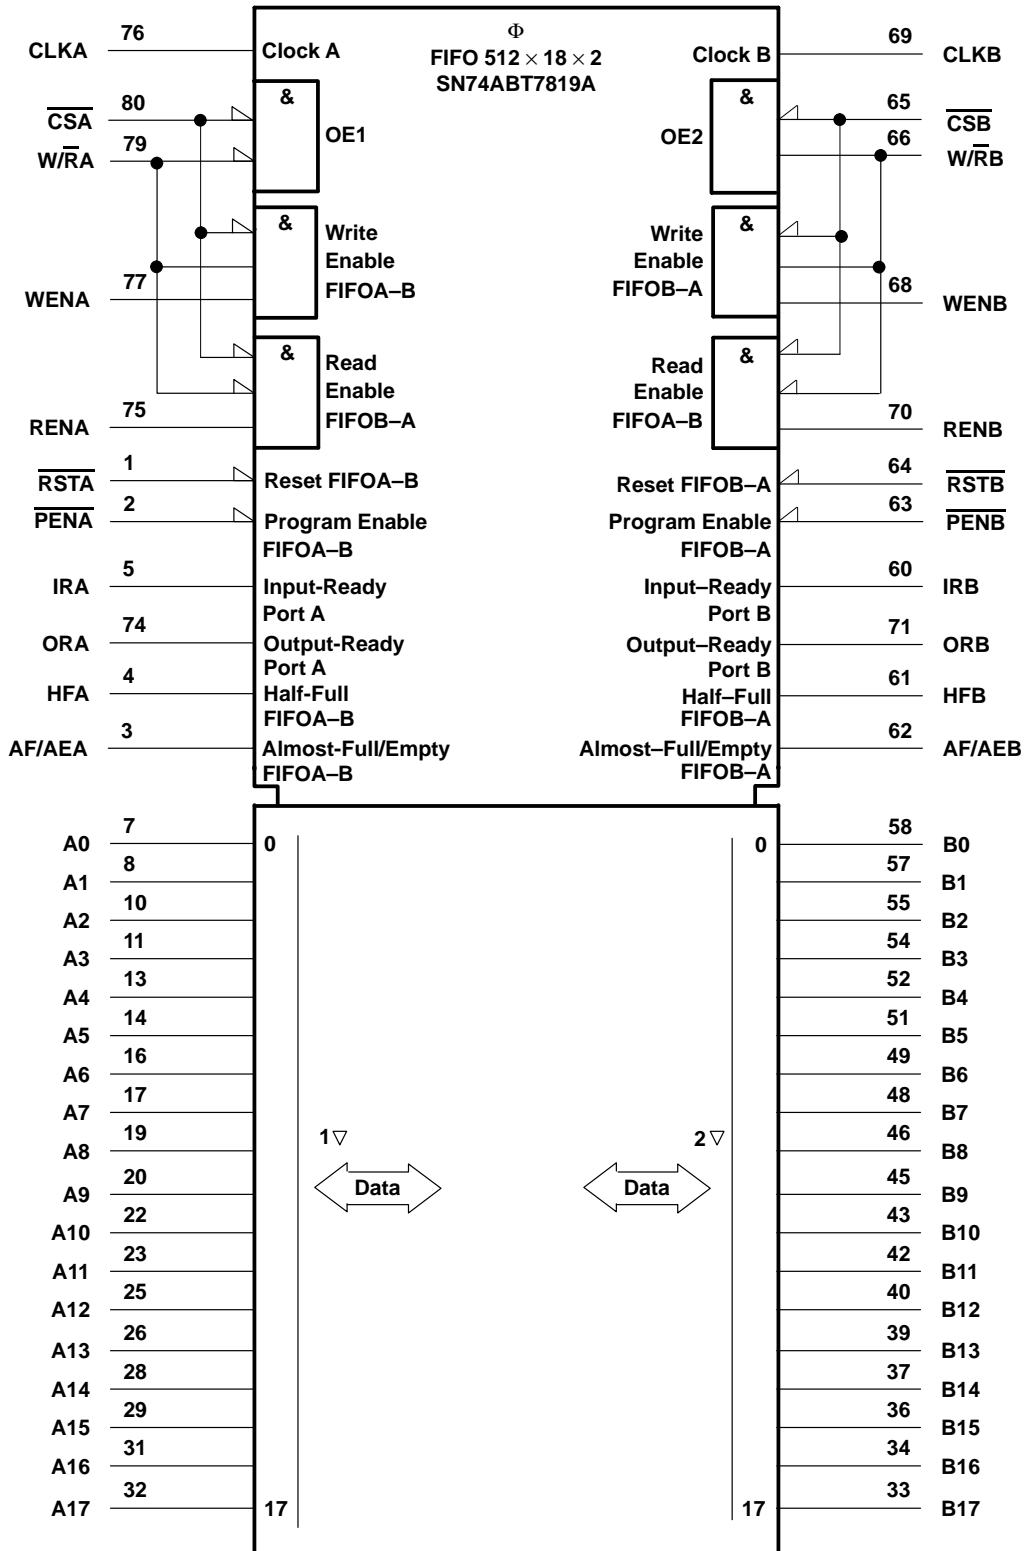 Φ
FIFO 512 × 18 × 2
SN74ABT7819A
CLKA 76 Clock A
Clock B 69 CLKB
C̅S̅A̅ 80 &
OE1
W/R̅A 79
& 65 C̅S̅B̅
OE2
66 W/R̅B
&
Write
Enable
FIFOA–B
WENA 77
&
Write
Enable
FIFOB–A
68 WENB
&
Read
Enable
FIFOB–A
RENA 75
&
Read
Enable
FIFOA–B
70 RENB
R̅S̅T̅A̅ 1 Reset FIFOA–B
Reset FIFOB–A 64 R̅S̅T̅B̅
P̅E̅N̅A̅ 2 Program Enable
FIFOA–B
Program Enable 63 P̅E̅N̅B̅
FIFOB–A
IRA 5 Input-Ready
Port A
Input–Ready 60 IRB
Port B
ORA 74 Output-Ready
Port A
Output–Ready 71 ORB
Port B
HFA 4 Half-Full
FIFOA–B
Half–Full 61 HFB
FIFOB–A
AF/AEA 3 Almost-Full/Empty
FIFOA–B
Almost–Full/Empty 62 AF/AEB
FIFOB–A
A0 7 0 0 58 B0
A1 8 57 B1
A2 10 55 B2
A3 11 54 B3
A4 13 52 B4
A5 14 51 B5
A6 16 49 B6
A7 17 48 B7
A8 19 1▽ 2▽ 46 B8
A9 20 Data Data 45 B9
A10 22 43 B10
A11 23 42 B11
A12 25 40 B12
A13 26 39 B13
A14 28 37 B14
A15 29 36 B15
A16 31 34 B16
A17 32 17 17 33 B17